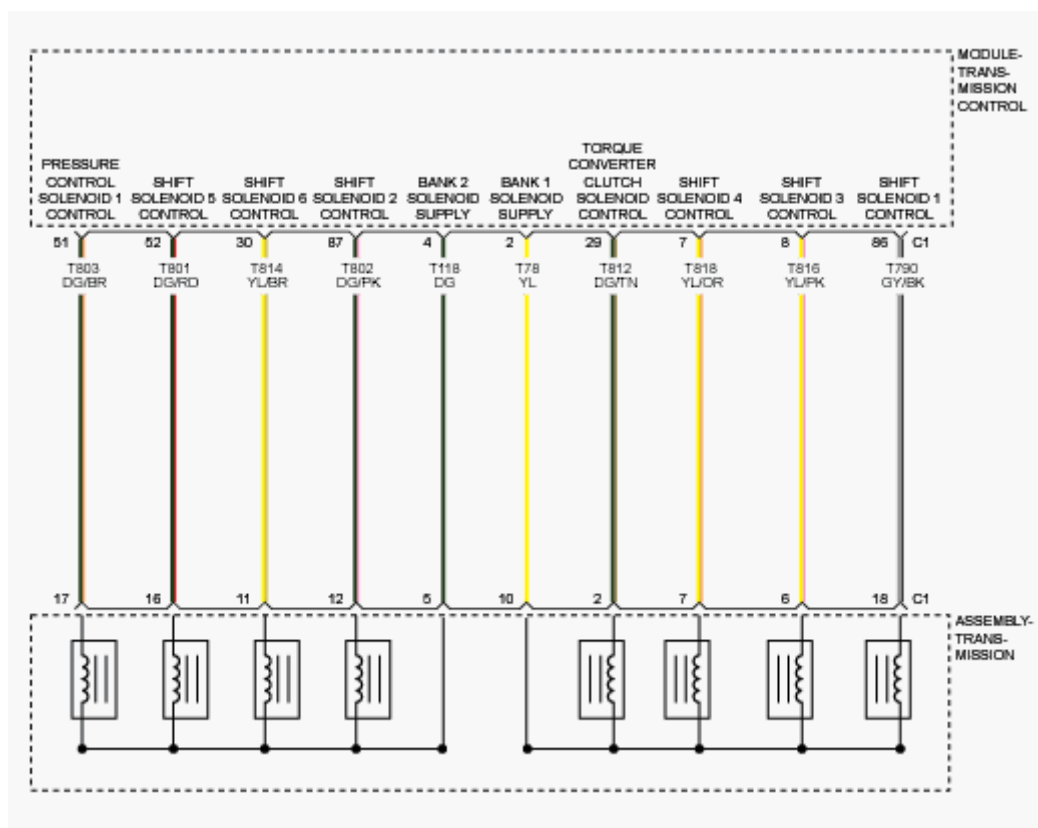 MODULE-
TRANS-
MISSION
CONTROL
PRESSURE
CONTROL
SOLENOID 1
CONTROL
SHIFT
SOLENOID 5
CONTROL
SHIFT
SOLENOID 6
CONTROL
SHIFT
SOLENOID 2
CONTROL
BANK 2
SOLENOID
SUPPLY
BANK 1
SOLENOID
SUPPLY
TORQUE
CONVERTER
CLUTCH
SOLENOID
CONTROL
SHIFT
SOLENOID 4
CONTROL
SHIFT
SOLENOID 3
CONTROL
SHIFT
SOLENOID 1
CONTROL
51 52 30 87 4 2 29 7 8 86 C1
T803 T801 T814 T802 T118 T78 T812 T818 T816 T790
DG/BR DG/RD YL/BR DG/PK DG YL DG/TN YL/OR YL/PK GY/BK
17 16 11 12 5 10 2 7 6 18 C1
ASSEMBLY-
TRANS-
MISSION